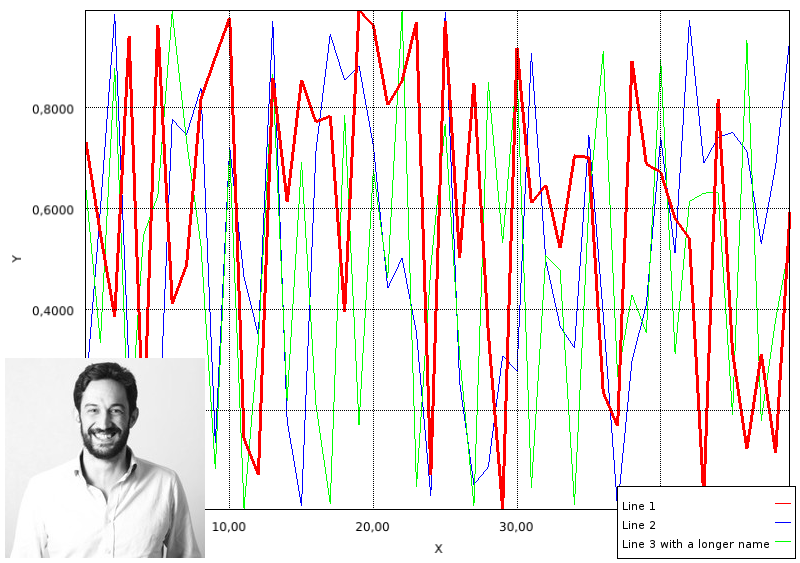 0,8000
0,6000
Y
0,4000
10,00
20,00
30,00
X
Line 1
Line 2
Line 3 with a longer name